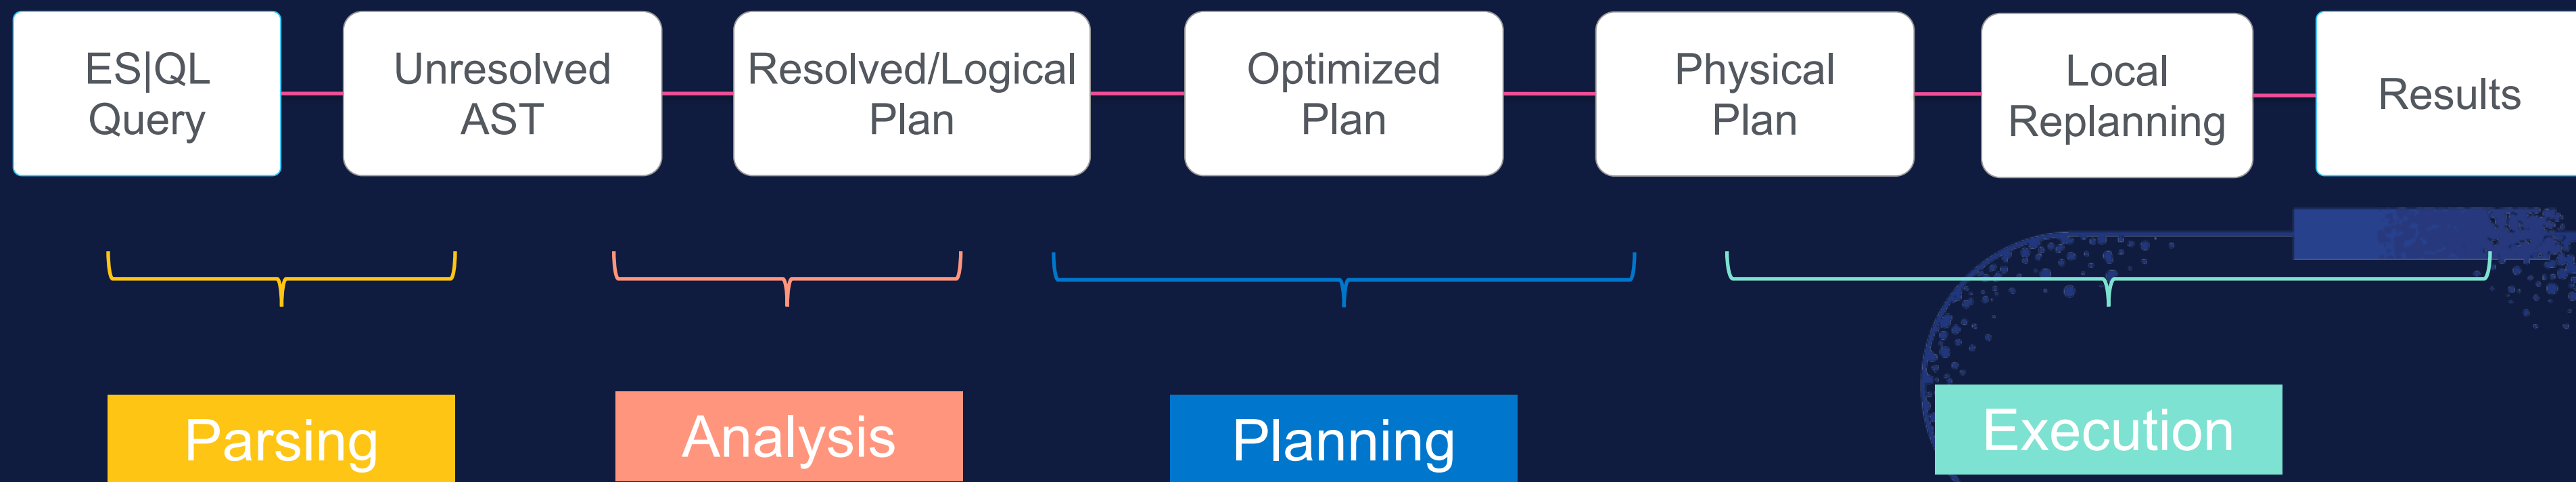 ES|QL
Query
Unresolved
AST
Resolved/Logical
Plan
Optimized
Plan
Physical
Plan
Local
Replanning
Results
Parsing
Analysis
Planning
Execution